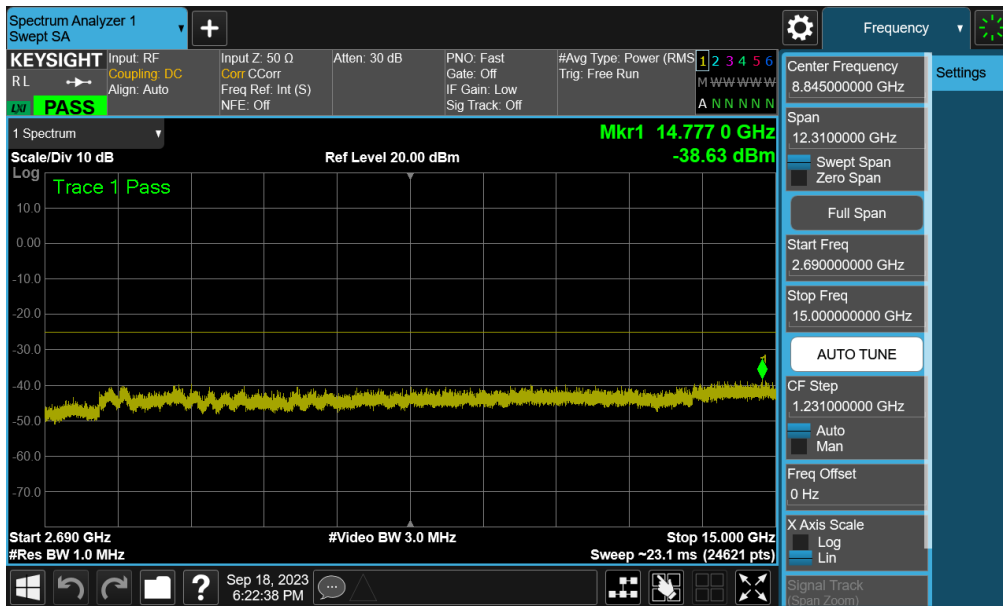 Spectrum Analyzer 1
Swept SA
Frequency
KEYSIGHT
R L
LXI
PASS
Input: RF
Coupling: DC
Align: Auto
Input Z: 50 Ω
Corr CCorr
Freq Ref: Int (S)
NFE: Off
Atten: 30 dB
PNO: Fast
Gate: Off
IF Gain: Low
Sig Track: Off
#Avg Type: Power (RMS
Trig: Free Run
1 2 3 4 5 6
M W W W W W
A N N N N N
1 Spectrum
Mkr1 14.777 0 GHz
Scale/Div 10 dB
Ref Level 20.00 dBm
-38.63 dBm
Log
Trace 1 Pass
10.0
0.00
-10.0
-20.0
-30.0
1
-40.0
-50.0
-60.0
-70.0
Start 2.690 GHz
#Video BW 3.0 MHz
Stop 15.000 GHz
#Res BW 1.0 MHz
Sweep ~23.1 ms (24621 pts)
Center Frequency
8.845000000 GHz
Settings
Span
12.3100000 GHz
Swept Span
Zero Span
Full Span
Start Freq
2.690000000 GHz
Stop Freq
15.000000000 GHz
AUTO TUNE
CF Step
1.231000000 GHz
Auto
Man
Freq Offset
0 Hz
X Axis Scale
Log
Lin
Signal Track
(Span Zoom)
?
Sep 18, 2023
6:22:38 PM